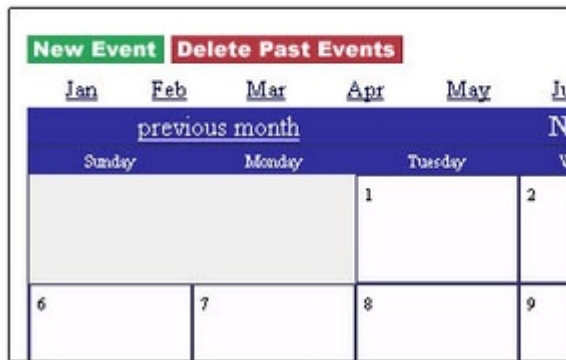 New Event Delete Past Events
Jan Feb Mar Apr May
previous month
Sunday Monday Tuesday
1 2
6 7 8 9